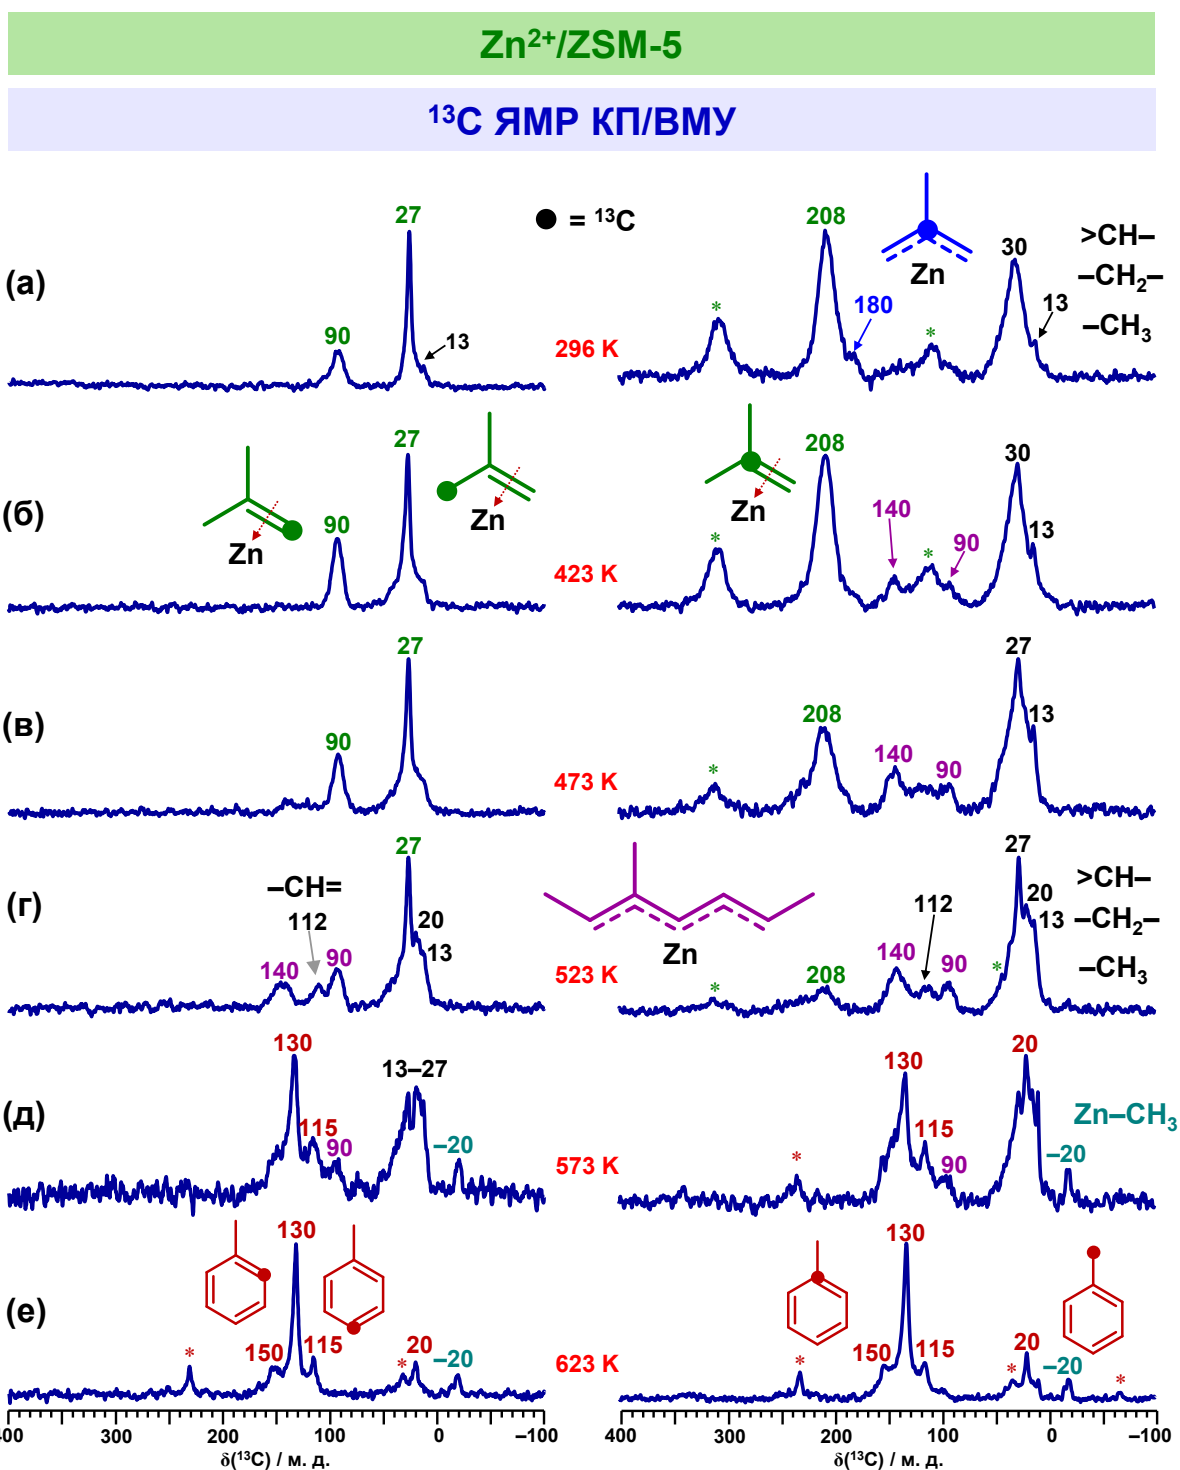 Zn²⁺/ZSM-5
¹³C ЯМР КП/ВМУ
(а)
27
90
13
● = ¹³C
296 K
208
180
Zn
30
13
>CH–
–CH₂–
–CH₃
*
*
(б)
27
90
Zn
Zn
423 K
208
Zn
140
90
30
13
*
*
(в)
27
90
473 K
208
140
90
27
13
*
(г)
–CH=
112
140
90
27
20
13
523 K
Zn
208
140
112
90
27
20
13
>CH–
–CH₂–
–CH₃
*
*
(д)
130
115
90
13–27
–20
573 K
130
115
90
20
–20
Zn–CH₃
*
(е)
130
150
115
20
–20
*
*
623 K
130
150
115
20
–20
*
*
*
400 300 200 100 0 –100
δ(¹³C) / м. д.
400 300 200 100 0 –100
δ(¹³C) / м. д.